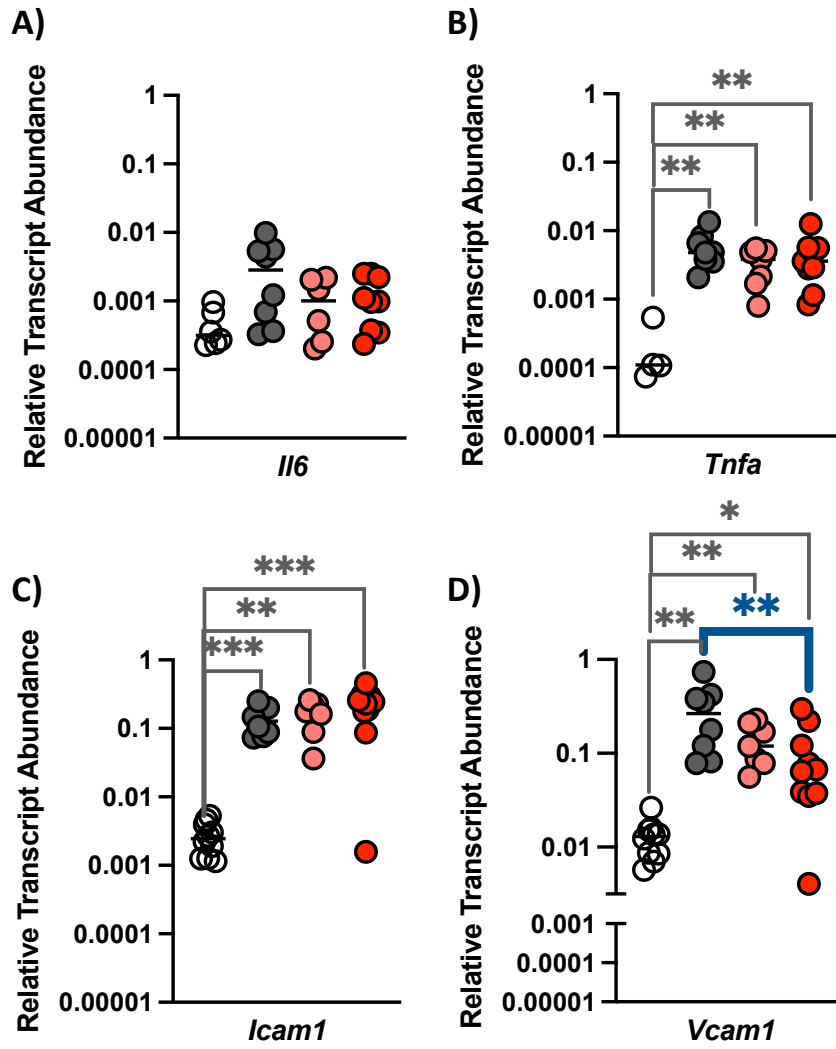 A)
Relative Transcript Abundance
1
0.1
0.01
0.001
0.0001
0.00001
Il6
B)
Relative Transcript Abundance
**
**
**
1
0.1
0.01
0.001
0.0001
0.00001
Tnfa
C)
Relative Transcript Abundance
***
**
***
1
0.1
0.01
0.001
0.0001
0.00001
Icam1
D)
Relative Transcript Abundance
*
**
**
**
1
0.1
0.01
0.001
0.0001
0.00001
Vcam1